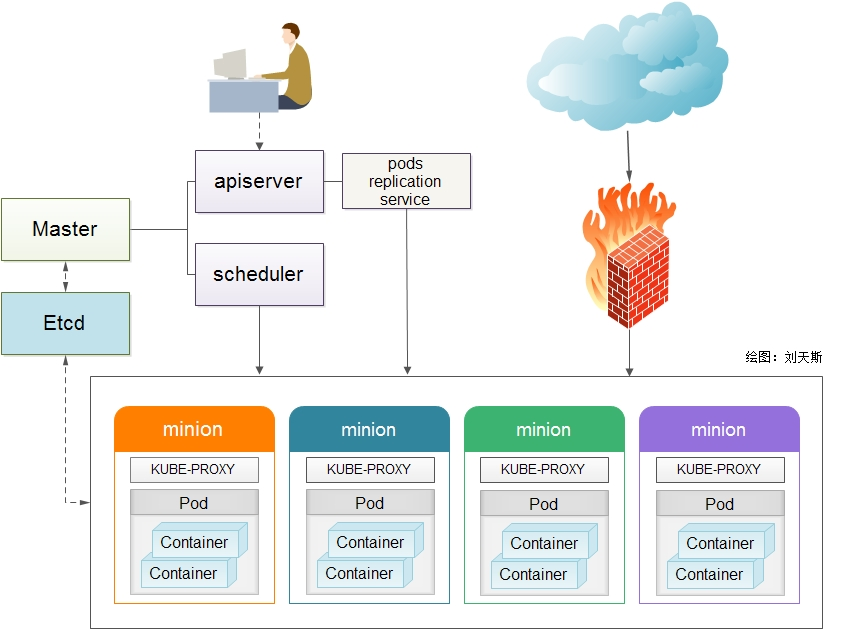 apiserver
pods
replication
service
Master
scheduler
Etcd
绘图：刘天斯
minion
minion
minion
minion
KUBE-PROXY
KUBE-PROXY
KUBE-PROXY
KUBE-PROXY
Pod
Pod
Pod
Pod
Container
Container
Container
Container
Container
Container
Container
Container